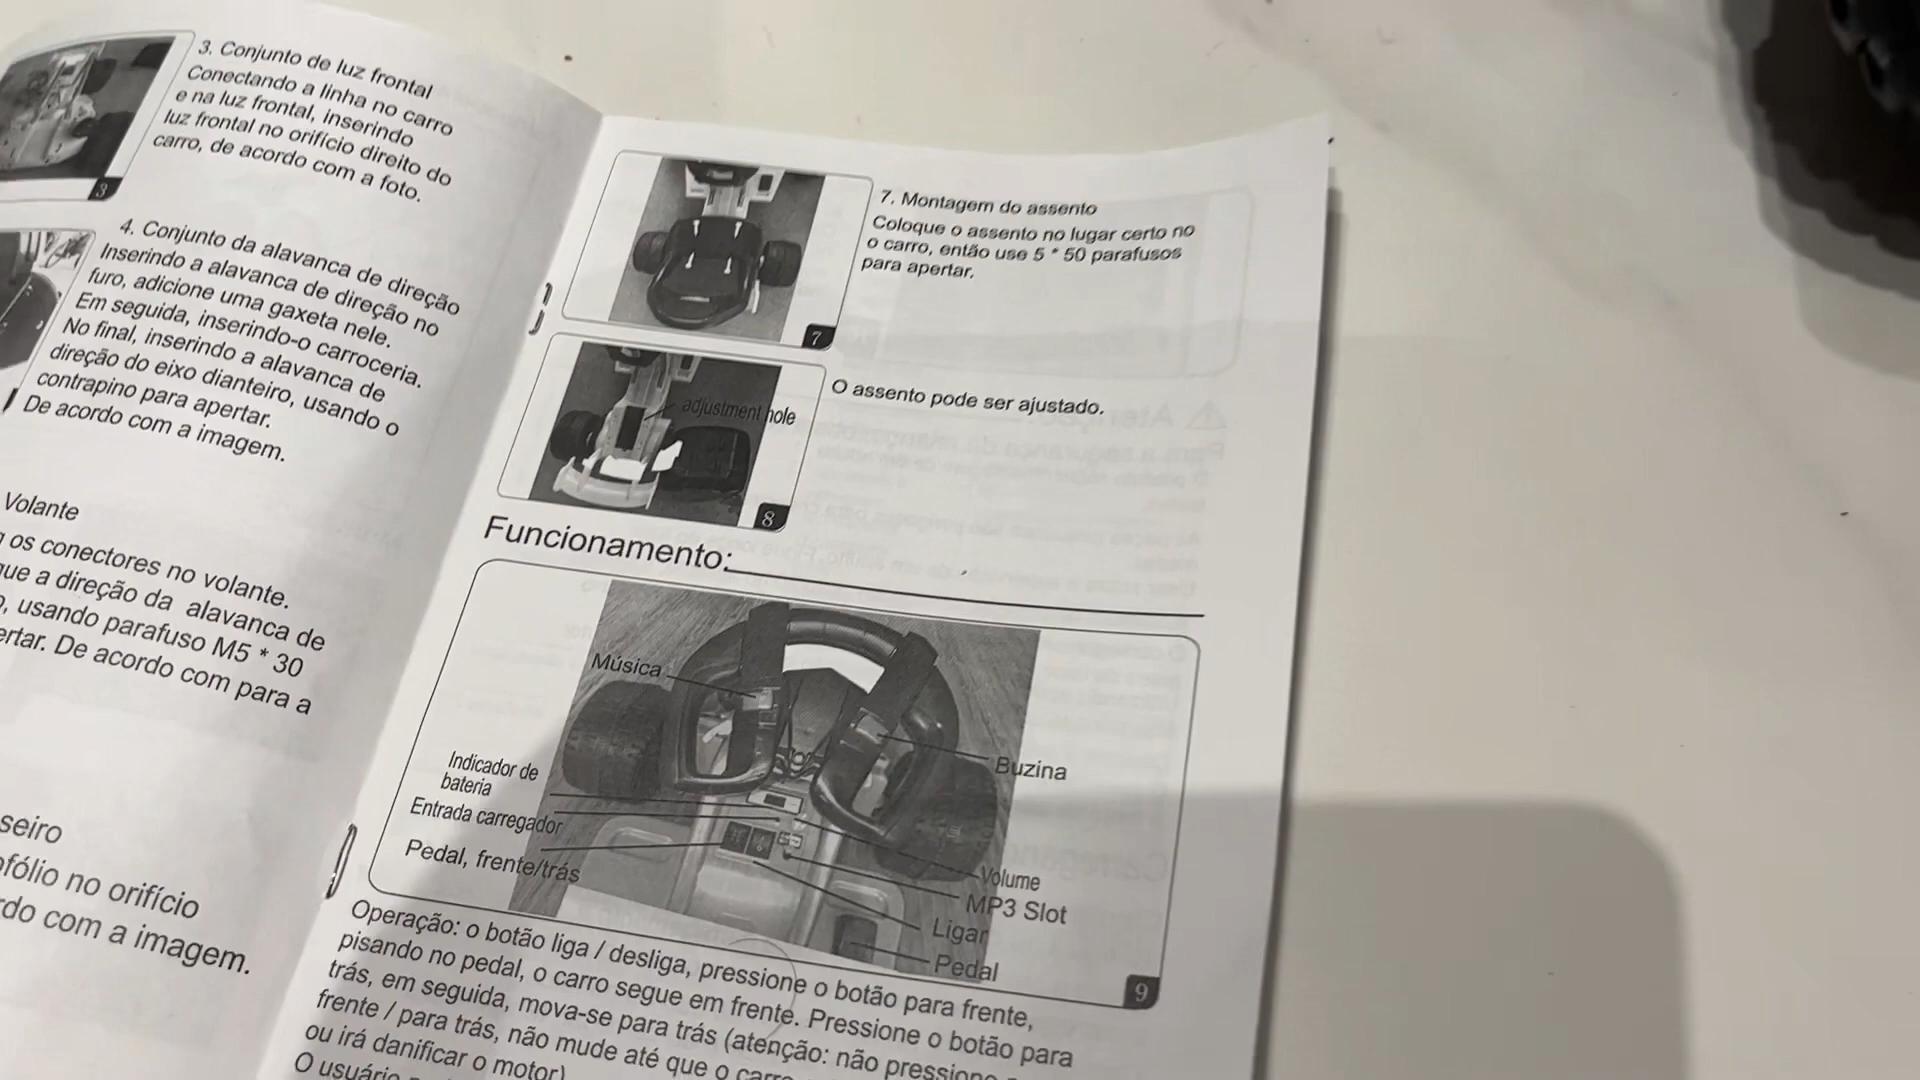 3. Conjunto de luz frontal
Conectando a linha no carro
e na luz frontal, inserindo
luz frontal no orifício direito do
carro, de acordo com a foto.
3
4. Conjunto da alavanca de direção
Inserindo a alavanca de direção no
furo, adicione uma gaxeta nele.
Em seguida, inserindo-o carroceria.
No final, inserindo a alavanca de
direção do eixo dianteiro, usando o
contrapino para apertar.
De acordo com a imagem.
Volante
os conectores no volante.
a direção da alavanca de
usando parafuso M5 * 30
De acordo com para a
no orifício
com a imagem.
7. Montagem do assento
Coloque o assento no lugar certo no
o carro, então use 5 * 50 parafusos
para apertar.
7
adjustment hole
O assento pode ser ajustado.
8
Funcionamento:
Música
Buzina
Indicador de
bateria
Entrada carregador
Pedal, frente/trás
Volume
MP3 Slot
Ligar
Pedal
9
Operação: o botão liga / desliga, pressione o botão para frente,
pisando no pedal, o carro segue em frente. Pressione o botão para
trás, em seguida, mova-se para trás (atenção: não pressione
frente / para trás, não mude até que o carro
ou irá danificar o motor)
O usuário